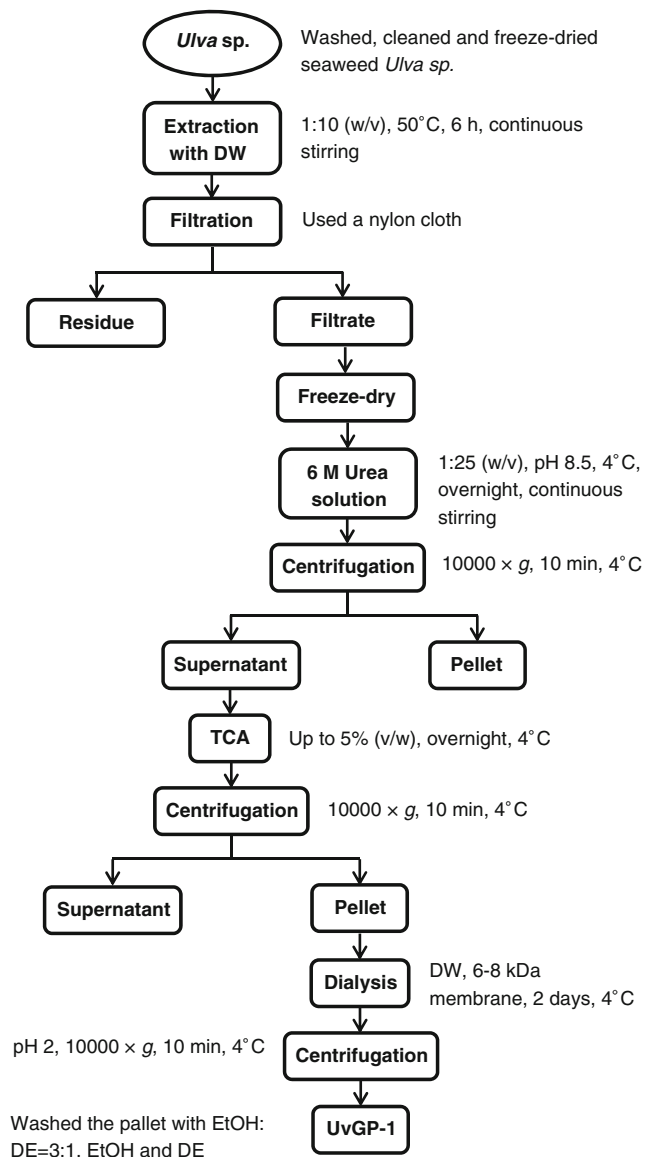 Ulva sp.
Washed, cleaned and freeze-dried
seaweed Ulva sp.
Extraction
with DW
1:10 (w/v), 50°C, 6 h, continuous
stirring
Filtration
Used a nylon cloth
Residue
Filtrate
Freeze-dry
6 M Urea
solution
1:25 (w/v), pH 8.5, 4°C,
overnight, continuous
stirring
Centrifugation
10000 × g, 10 min, 4°C
Supernatant
Pellet
TCA
Up to 5% (v/w), overnight, 4°C
Centrifugation
10000 × g, 10 min, 4°C
Supernatant
Pellet
Dialysis
DW, 6-8 kDa
membrane, 2 days, 4°C
pH 2, 10000 × g, 10 min, 4°C
Centrifugation
Washed the pallet with EtOH:
DE=3:1, EtOH and DE
UvGP-1